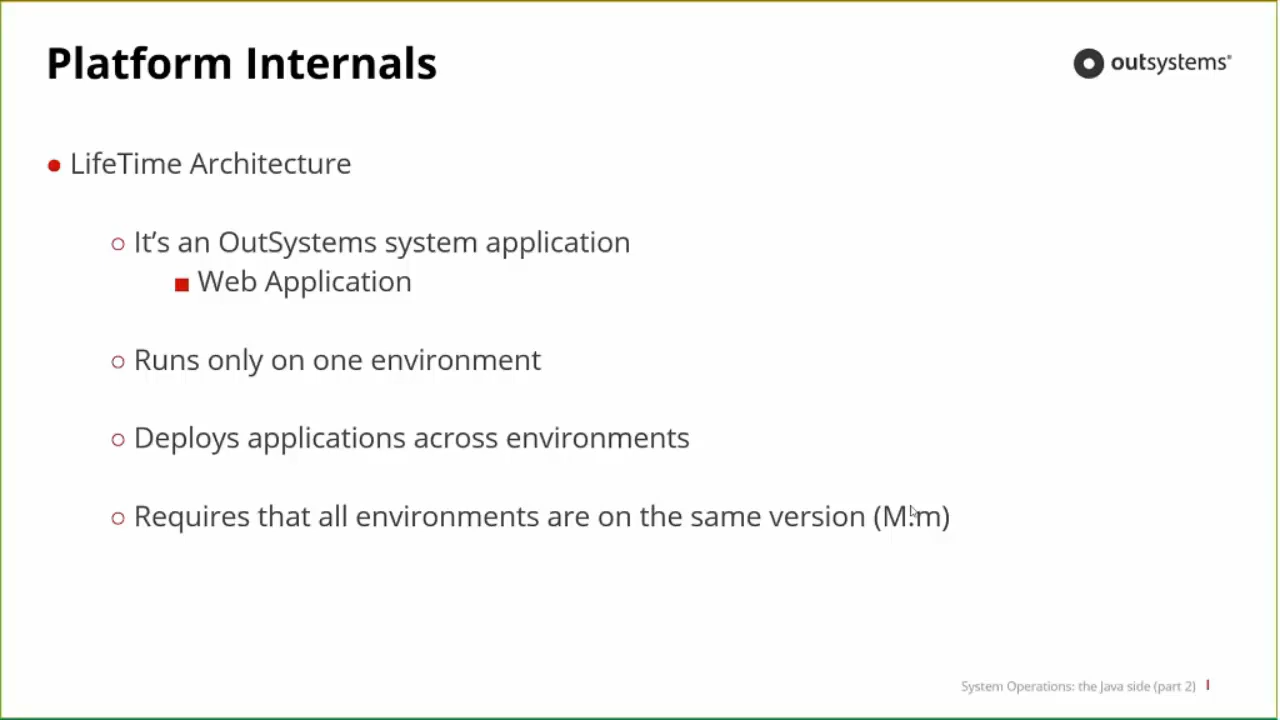 Platform Internals
outsystems®
LifeTime Architecture
It's an OutSystems system application
Web Application
Runs only on one environment
Deploys applications across environments
Requires that all environments are on the same version (M.m)
System Operations: the Java side (part 2)